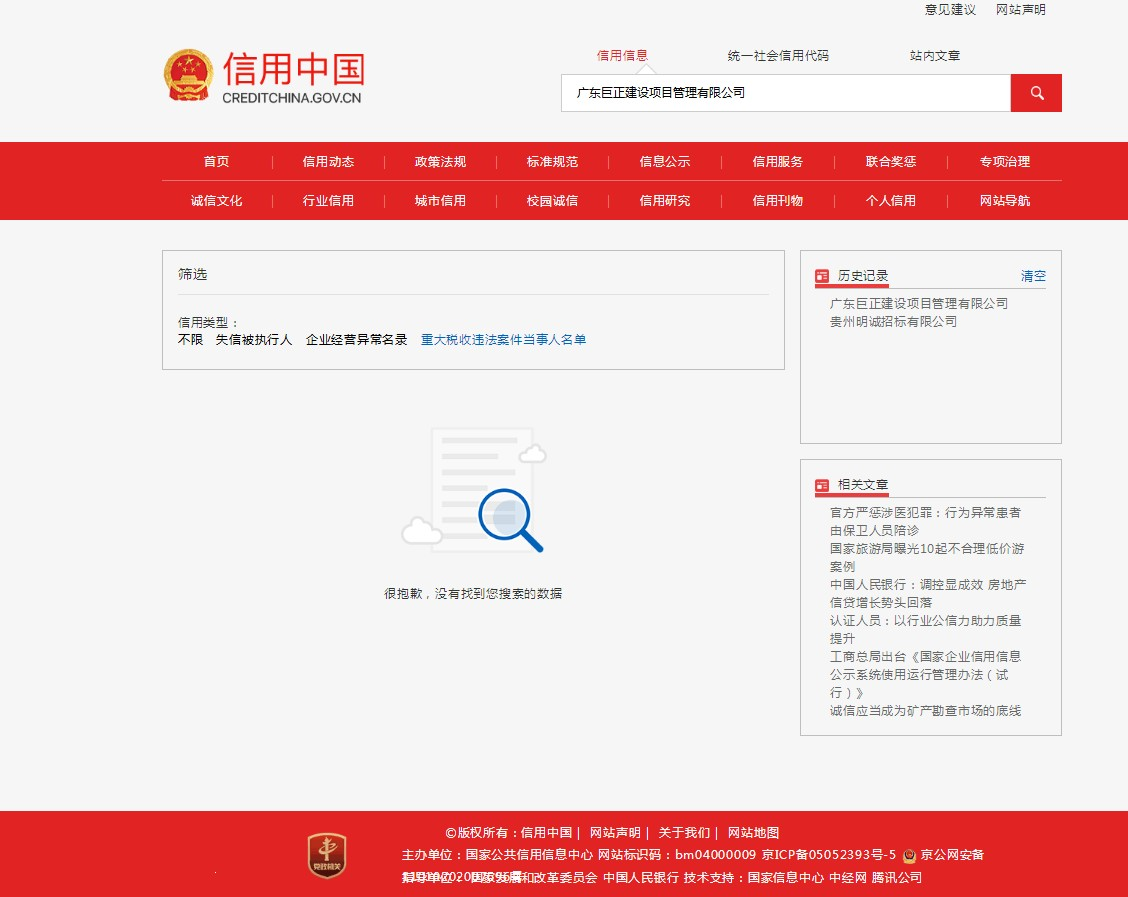 意见建议 网站声明
信用中国
CREDITCHINA.GOV.CN
信用信息 统一社会信用代码 站内文章
广东巨正建设项目管理有限公司
首页 信用动态 政策法规 标准规范 信息公示 信用服务 联合奖惩 专项治理
诚信文化 行业信用 城市信用 校园诚信 信用研究 信用刊物 个人信用 网站导航
筛选
信用类型：
不限 失信被执行人 企业经营异常名录 重大税收违法案件当事人名单
很抱歉，没有找到您搜索的数据
历史记录 清空
广东巨正建设项目管理有限公司
贵州明诚招标有限公司
相关文章
官方严惩涉医犯罪：行为异常患者
由保卫人员陪诊
国家旅游局曝光10起不合理低价游
案例
中国人民银行：调控显成效 房地产
信贷增长势头回落
认证人员：以行业公信力助力质量
提升
工商总局出台《国家企业信用信息
公示系统使用运行管理办法（试
行）》
诚信应当成为矿产勘查市场的底线
党政机关
©版权所有：信用中国| 网站声明| 关于我们| 网站地图
主办单位：国家公共信用信息中心 网站标识码：bm04000009 京ICP备05052393号-5 京公网安备
指导单位：国家发展和改革委员会 中国人民银行 技术支持：国家信息中心 中经网 腾讯公司